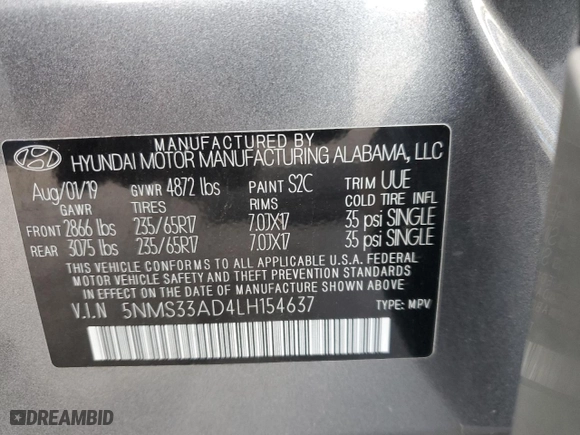 MANUFACTURED BY
HYUNDAI MOTOR MANUFACTURING ALABAMA, LLC
Aug/01/19 GVWR 4872 lbs PAINT S2C TRIM UUE
GAWR TIRES RIMS COLD TIRE INFL
FRONT 2866 lbs 235/65R17 7.0JX17 35 psi SINGLE
REAR 3075 lbs 235/65R17 7.0JX17 35 psi SINGLE
THIS VEHICLE CONFORMS TO ALL APPLICABLE U.S.A. FEDERAL
MOTOR VEHICLE SAFETY AND THEFT PREVENTION STANDARDS
IN EFFECT ON THE DATE OF MANUFACTURE SHOWN ABOVE.
V.I.N 5NMS33AD4LH154637 TYPE: MPV
DREAMBID